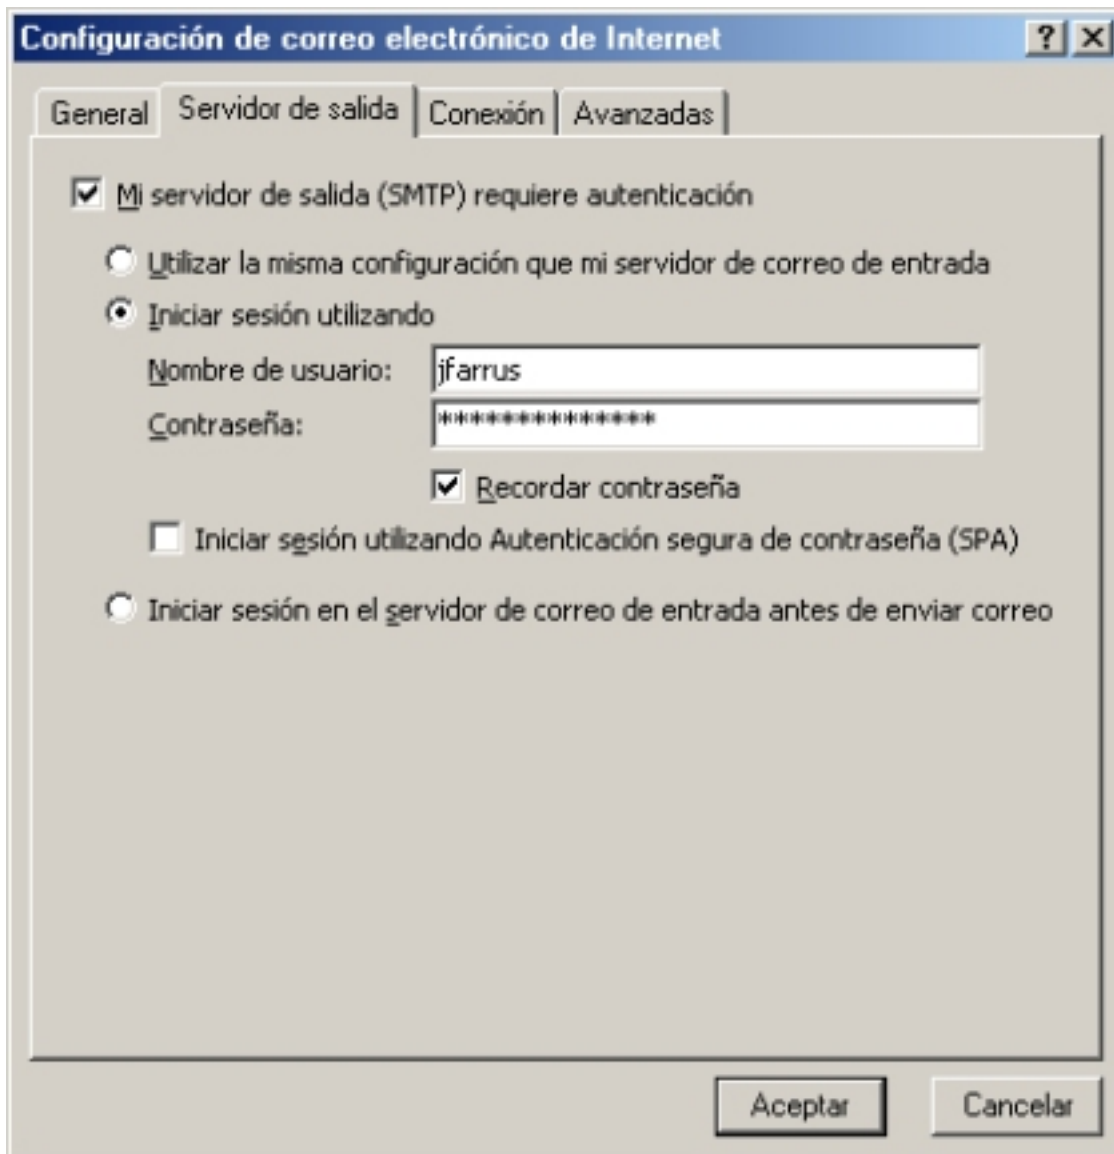 Configuración de correo electrónico de Internet
General Servidor de salida Conexión Avanzadas
Mi servidor de salida (SMTP) requiere autenticación
Utilizar la misma configuración que mi servidor de correo de entrada
Iniciar sesión utilizando
Nombre de usuario: jfarrus
Contraseña: **************
Recordar contraseña
Iniciar sesión utilizando Autenticación segura de contraseña (SPA)
Iniciar sesión en el servidor de correo de entrada antes de enviar correo
Aceptar Cancelar